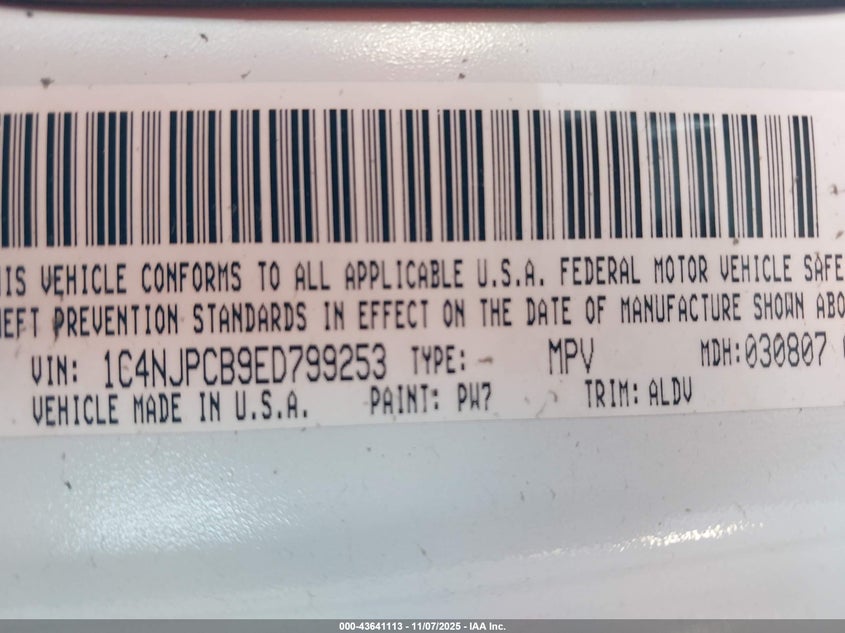 HIS VEHICLE CONFORMS TO ALL APPLICABLE U.S.A. FEDERAL MOTOR VEHICLE SAFE
HEFT PREVENTION STANDARDS IN EFFECT ON THE DATE OF MANUFACTURE SHOWN ABO
VIN: 1C4NJPCB9ED799253 TYPE: MPV MDH:030807
VEHICLE MADE IN U.S.A. PAINT: PW7 TRIM: ALDV
000-43641113 - 11/07/2025 - IAA Inc.